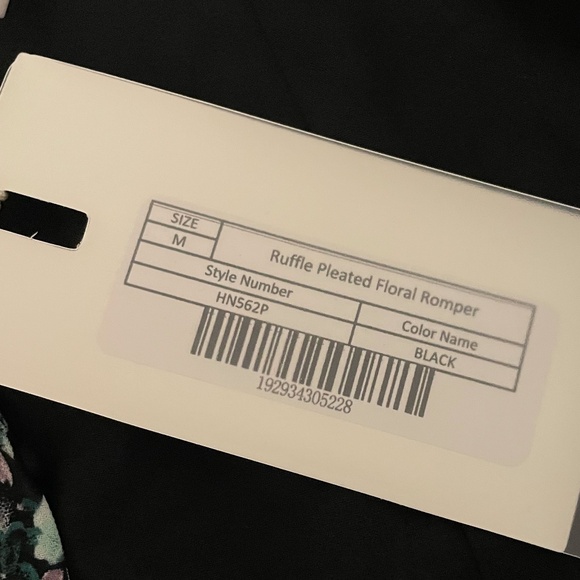 SIZE
M
Ruffle Pleated Floral Romper
Style Number
HN562P
Color Name
BLACK
192934305228